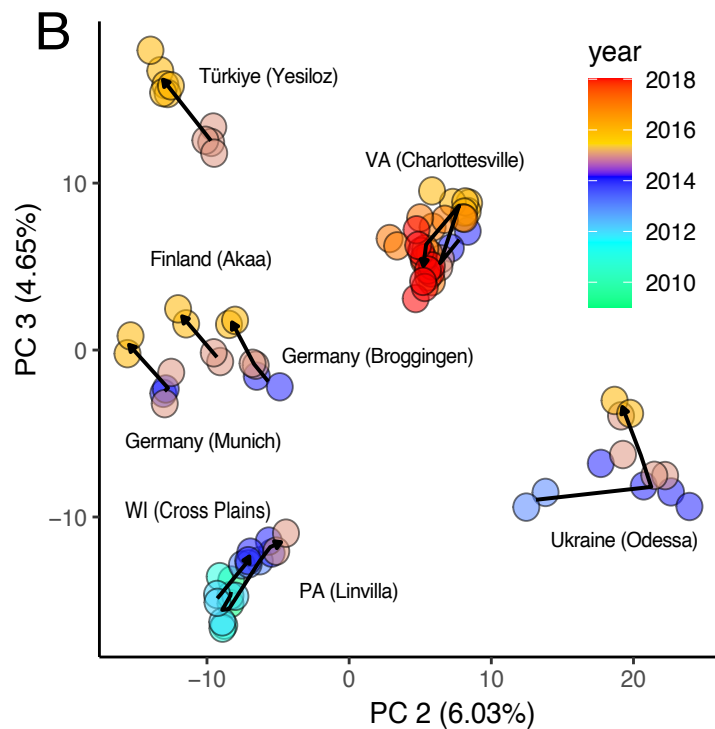 B
year
2018
2016
2014
2012
2010
Türkiye (Yesiloz)
VA (Charlottesville)
Finland (Akaa)
Germany (Broggingen)
Germany (Munich)
WI (Cross Plains)
PA (Linvilla)
Ukraine (Odessa)
PC 3 (4.65%)
10
0
−10
−10
0
10
20
PC 2 (6.03%)